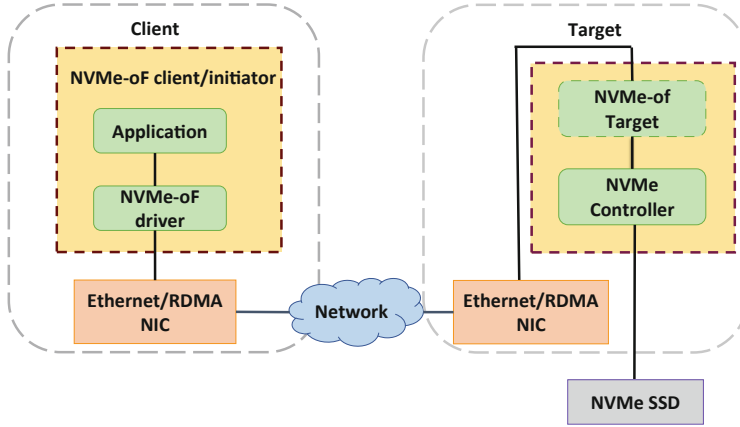 Client
NVMe-oF client/initiator
Application
NVMe-oF
driver
Ethernet/RDMA
NIC
Network
Target
NVMe-of
Target
NVMe
Controller
Ethernet/RDMA
NIC
NVMe SSD